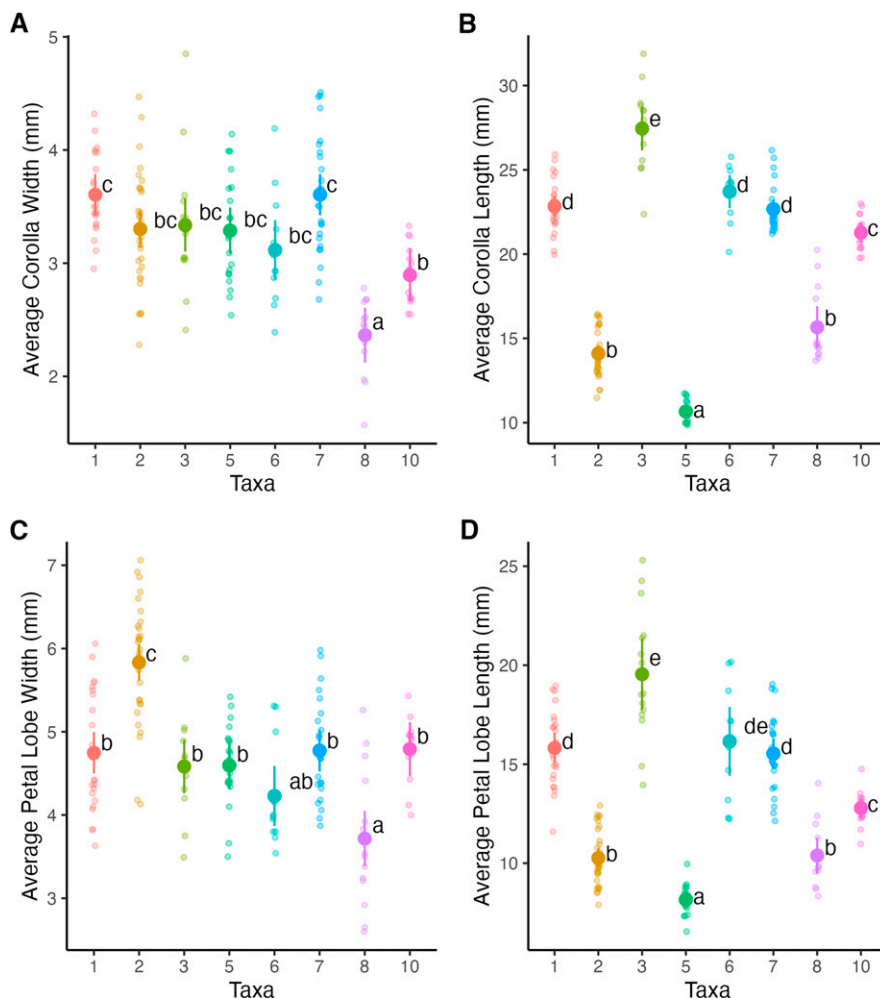 A
Average Corolla Width (mm)
5
4
3
2
c
bc
bc
bc
bc
c
a
b
1 2 3 5 6 7 8 10
Taxa
B
Average Corolla Length (mm)
30
25
20
15
10
d
b
e
a
d
d
b
c
1 2 3 5 6 7 8 10
Taxa
C
Average Petal Lobe Width (mm)
7
6
5
4
3
b
c
b
b
ab
b
a
b
1 2 3 5 6 7 8 10
Taxa
D
Average Petal Lobe Length (mm)
25
20
15
10
d
b
e
a
de
d
b
c
1 2 3 5 6 7 8 10
Taxa